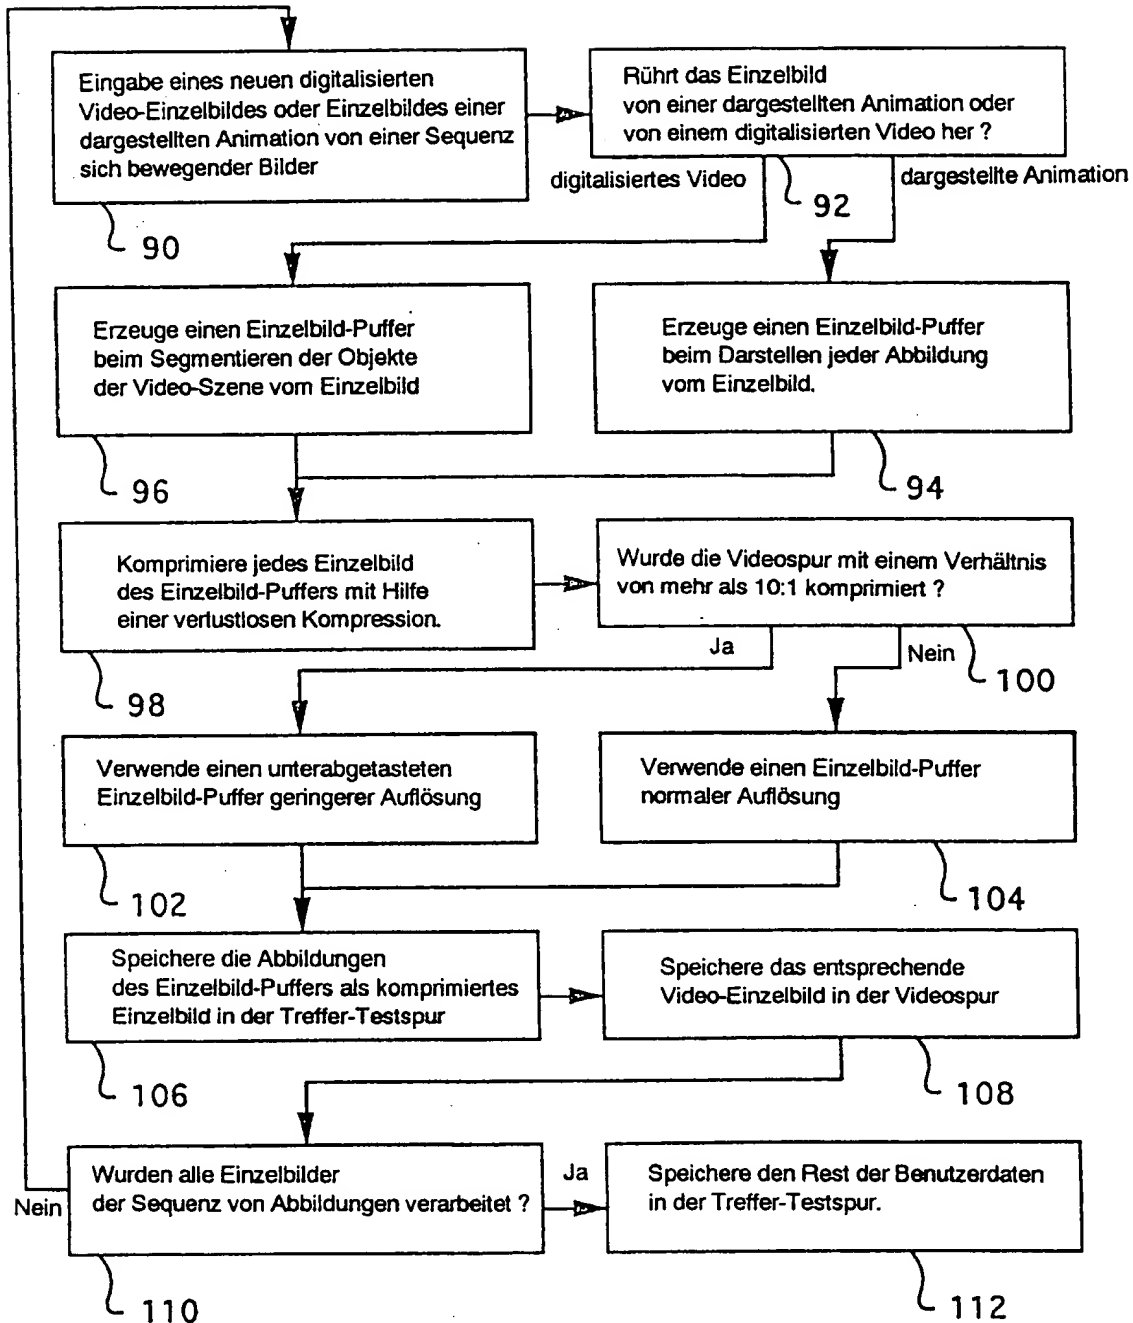 Eingabe eines neuen digitalisierten
Video-Einzelbildes oder Einzelbildes einer
dargestellten Animation von einer Sequenz
sich bewegender Bilder
90
Rührt das Einzelbild
von einer dargestellten Animation oder
von einem digitalisierten Video her ?
digitalisiertes Video
92
dargestellte Animation
Erzeuge einen Einzelbild-Puffer
beim Segmentieren der Objekte
der Video-Szene vom Einzelbild
96
Erzeuge einen Einzelbild-Puffer
beim Darstellen jeder Abbildung
vom Einzelbild.
94
Komprimiere jedes Einzelbild
des Einzelbild-Puffers mit Hilfe
einer verlustlosen Kompression.
98
Wurde die Videospur mit einem Verhältnis
von mehr als 10:1 komprimiert ?
Ja
Nein
100
Verwende einen unterabgetasteten
Einzelbild-Puffer geringerer Auflösung
102
Verwende einen Einzelbild-Puffer
normaler Auflösung
104
Speichere die Abbildungen
des Einzelbild-Puffers als komprimiertes
Einzelbild in der Treffer-Testspur
106
Speichere das entsprechende
Video-Einzelbild in der Videospur
108
Wurden alle Einzelbilder
der Sequenz von Abbildungen verarbeitet ?
Nein
110
Ja
Speichere den Rest der Benutzerdaten
in der Treffer-Testspur.
112